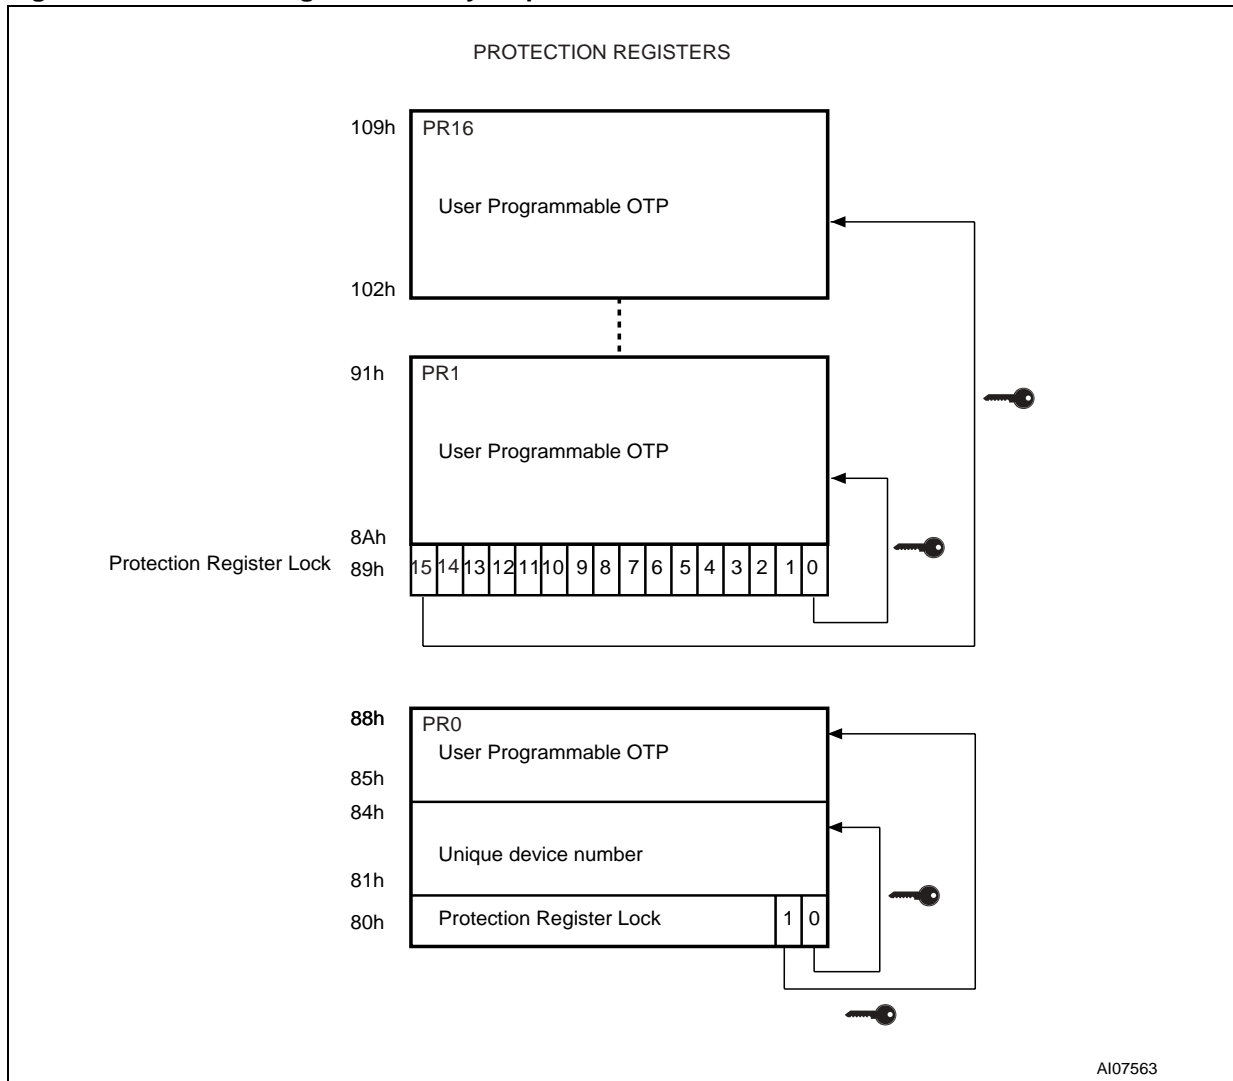 PROTECTION REGISTERS
109h
PR16
User Programmable OTP
102h
91h
PR1
User Programmable OTP
8Ah
Protection Register Lock 89h 15 14 13 12 11 10 9 8 7 6 5 4 3 2 1 0
88h
PR0
User Programmable OTP
85h
84h
Unique device number
81h
80h Protection Register Lock 1 0
AI07563